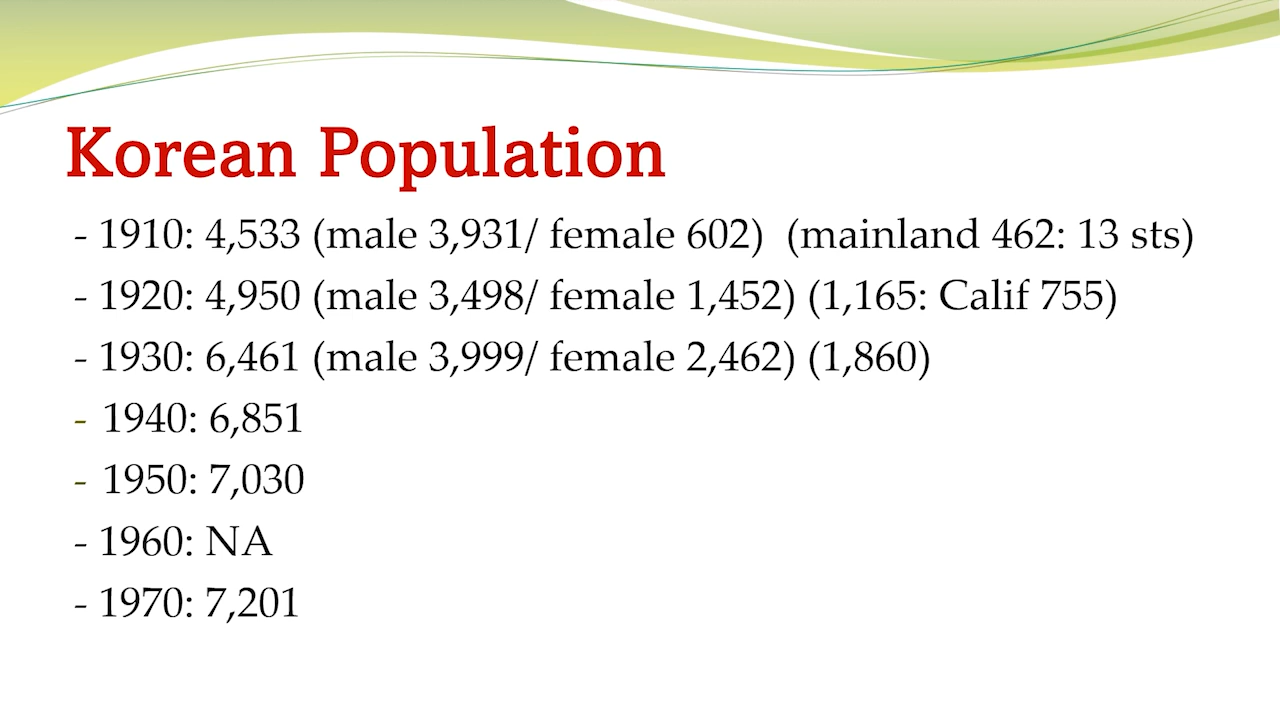 Korean Population
- 1910: 4,533 (male 3,931/ female 602)  (mainland 462: 13 sts)
- 1920: 4,950 (male 3,498/ female 1,452) (1,165: Calif 755)
- 1930: 6,461 (male 3,999/ female 2,462) (1,860)
- 1940: 6,851
- 1950: 7,030
- 1960: NA
- 1970: 7,201